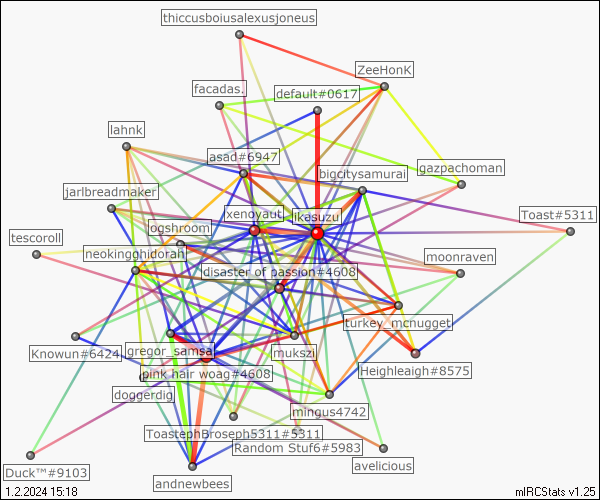 thiccusboiusalexusjoneus
ZeeHonK
facadas.
default#0617
lahnk
asad#6947
bigcitysamurai
gazpachoman
jarlbreadmaker
xenoyaut
likasuzu
Toast#5311
ogshroom
tescoroll
neokingghidorah
moonraven
disaster of passion#4608
turkey_mcnugget
Knowun#6424
gregor_samsa
mukszi
Heighleaigh#8575
pink hair woag#4608
doggerdig
mingus4742
ToastephBroseph5311#5311
Random Stuf6#5983
avelicious
Duck™#9103
andnewbees
1.2.2024 15:18
mIRCStats v1.25